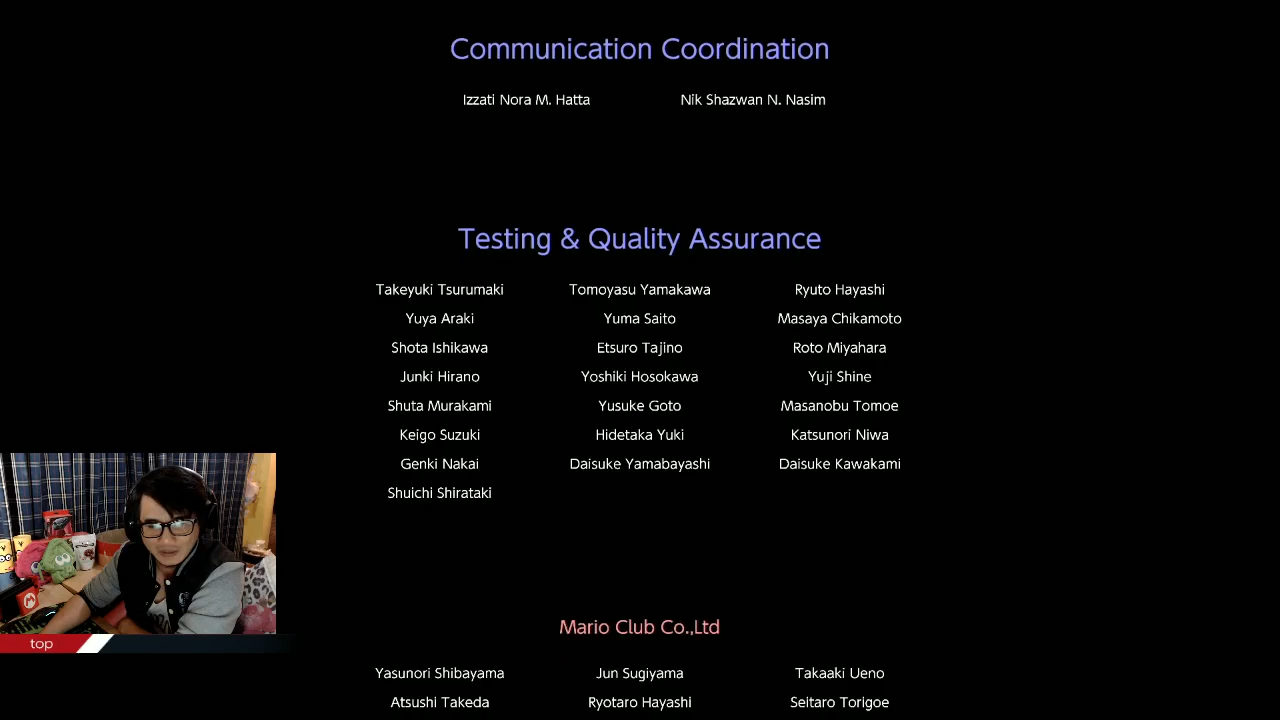 Communication Coordination
Izzati Nora M. Hatta Nik Shazwan N. Nasim
Testing & Quality Assurance
Takeyuki Tsurumaki Tomoyasu Yamakawa Ryuto Hayashi
Yuya Araki Yuma Saito Masaya Chikamoto
Shota Ishikawa Etsuro Tajino Roto Miyahara
Junki Hirano Yoshiki Hosokawa Yuji Shine
Shuta Murakami Yusuke Goto Masanobu Tomoe
Keigo Suzuki Hidetaka Yuki Katsunori Niwa
Genki Nakai Daisuke Yamabayashi Daisuke Kawakami
Shuichi Shirataki
Mario Club Co.,Ltd
top
Yasunori Shibayama Jun Sugiyama Takaaki Ueno
Atsushi Takeda Ryotaro Hayashi Seitaro Torigoe